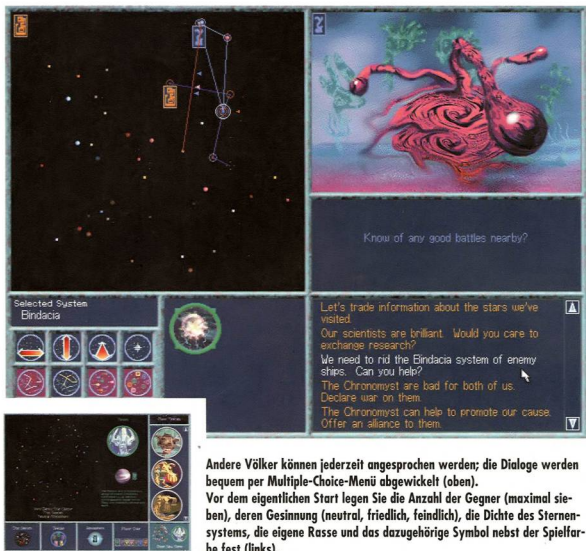 Know of any good battles nearby?
Selected System
Bindacia
Let's trade information about the stars we've
visited.
Our scientists are brilliant. Would you care to
exchange research?
We need to rid the Bindacia system of enemy
ships. Can you help?
The Chronomyst are bad for both of us.
Declare war on them.
The Chronomyst can help to promote our cause.
Offer an alliance to them.
Andere Völker können jederzeit angesprochen werden; die Dialoge werden
bequem per Multiple-Choice-Menü abgewickelt (oben).
Vor dem eigentlichen Start legen Sie die Anzahl der Gegner (maximal sie-
ben), deren Gesinnung (neutral, friedlich, feindlich), die Dichte des Sternen-
systems, die eigene Rasse und das dazugehörige Symbol nebst der Spielfar-
be fest (links).